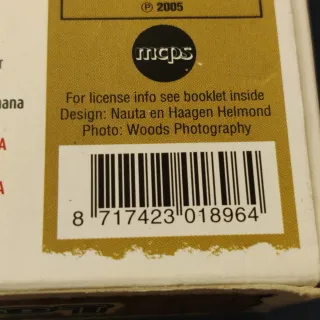 ℗ 2005
mcps
r
uana
For license info see booklet inside
Design: Nauta en Haagen Helmond
Photo: Woods Photography
A
A
8 717423 018964